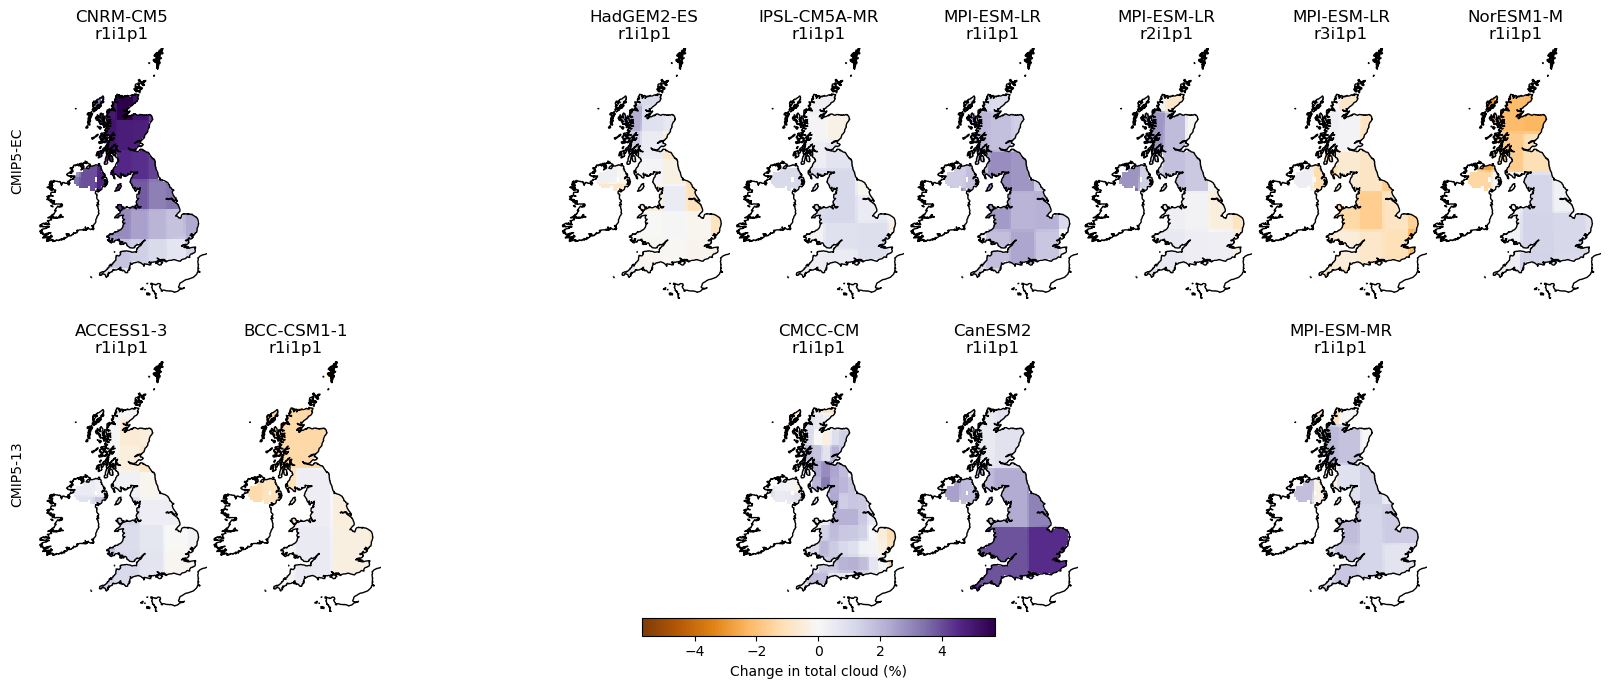 CNRM-CM5
r1i1p1
HadGEM2-ES
r1i1p1
IPSL-CM5A-MR
r1i1p1
MPI-ESM-LR
r1i1p1
MPI-ESM-LR
r2i1p1
MPI-ESM-LR
r3i1p1
NorESM1-M
r1i1p1
CMIP5-EC
ACCESS1-3
r1i1p1
BCC-CSM1-1
r1i1p1
CMCC-CM
r1i1p1
CanESM2
r1i1p1
MPI-ESM-MR
r1i1p1
CMIP5-13
−4 −2 0 2 4
Change in total cloud (%)